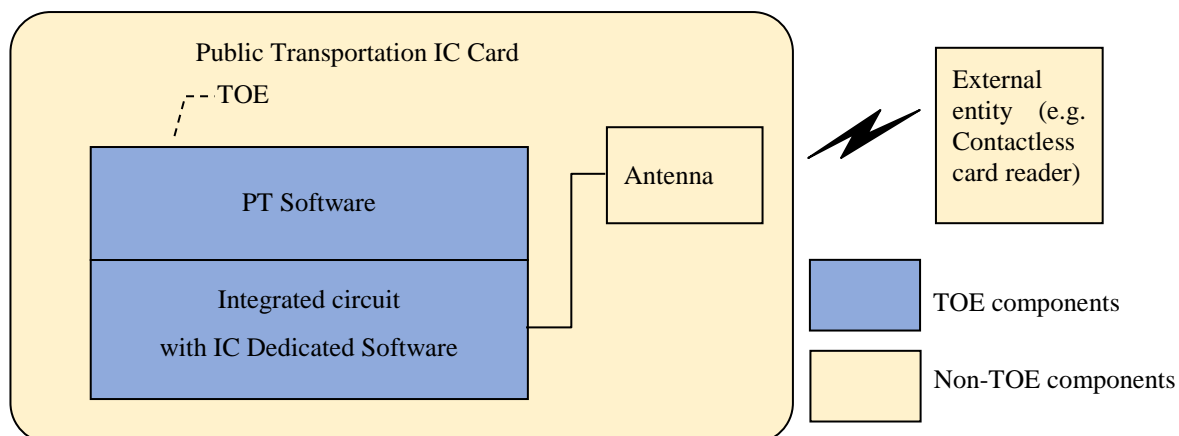 Public Transportation IC Card
TOE
PT Software
Integrated circuit
with IC Dedicated Software
Antenna
External
entity (e.g.
Contactless
card reader)
TOE components
Non-TOE components